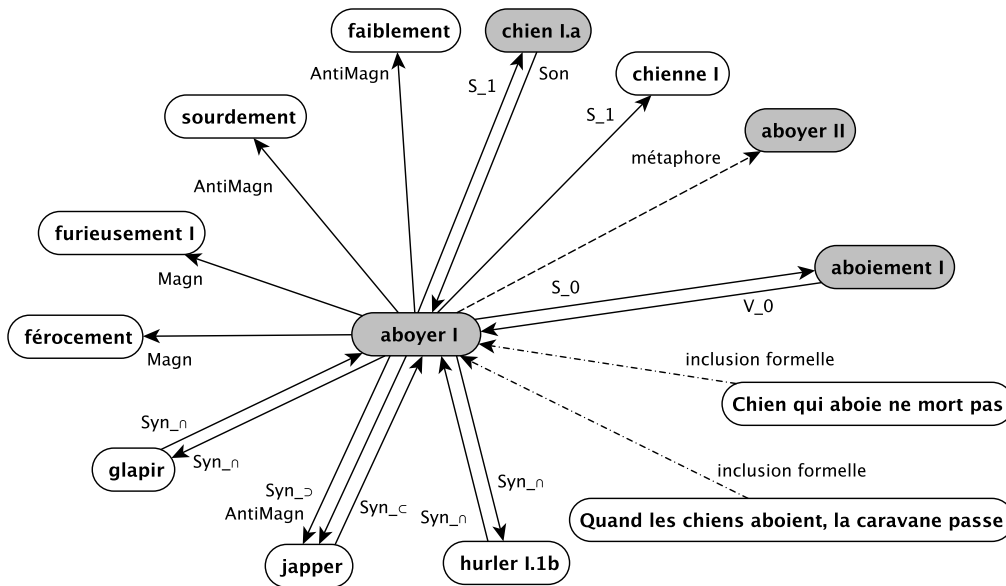 faiblement
chien I.a
AntiMagn
S_1
Son
chienne I
S_1
sourdement
aboyer II
métaphore
AntiMagn
furieusement I
aboiement I
Magn
S_0
V_0
férocement
aboyer I
Magn
inclusion formelle
Chien qui aboie ne mort pas
Syn_∩
glapir
Syn_∩
inclusion formelle
Syn_⊃
AntiMagn
Syn_⊂
Syn_∩
Syn_∩
Quand les chiens aboient, la caravane passe
japper
hurler I.1b